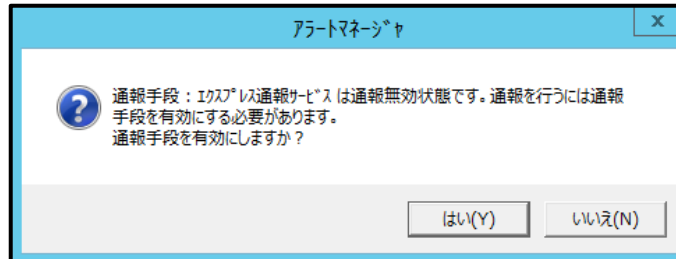 ｱﾗｰﾄﾏﾈｰｼﾞｬ
x
通報手段：ｴｸｽﾌﾟﾚｽ通報ｻｰﾋﾞｽ は通報無効状態です。通報を行うには通報
手段を有効にする必要があります。
通報手段を有効にしますか？
はい(Y)
いいえ(N)